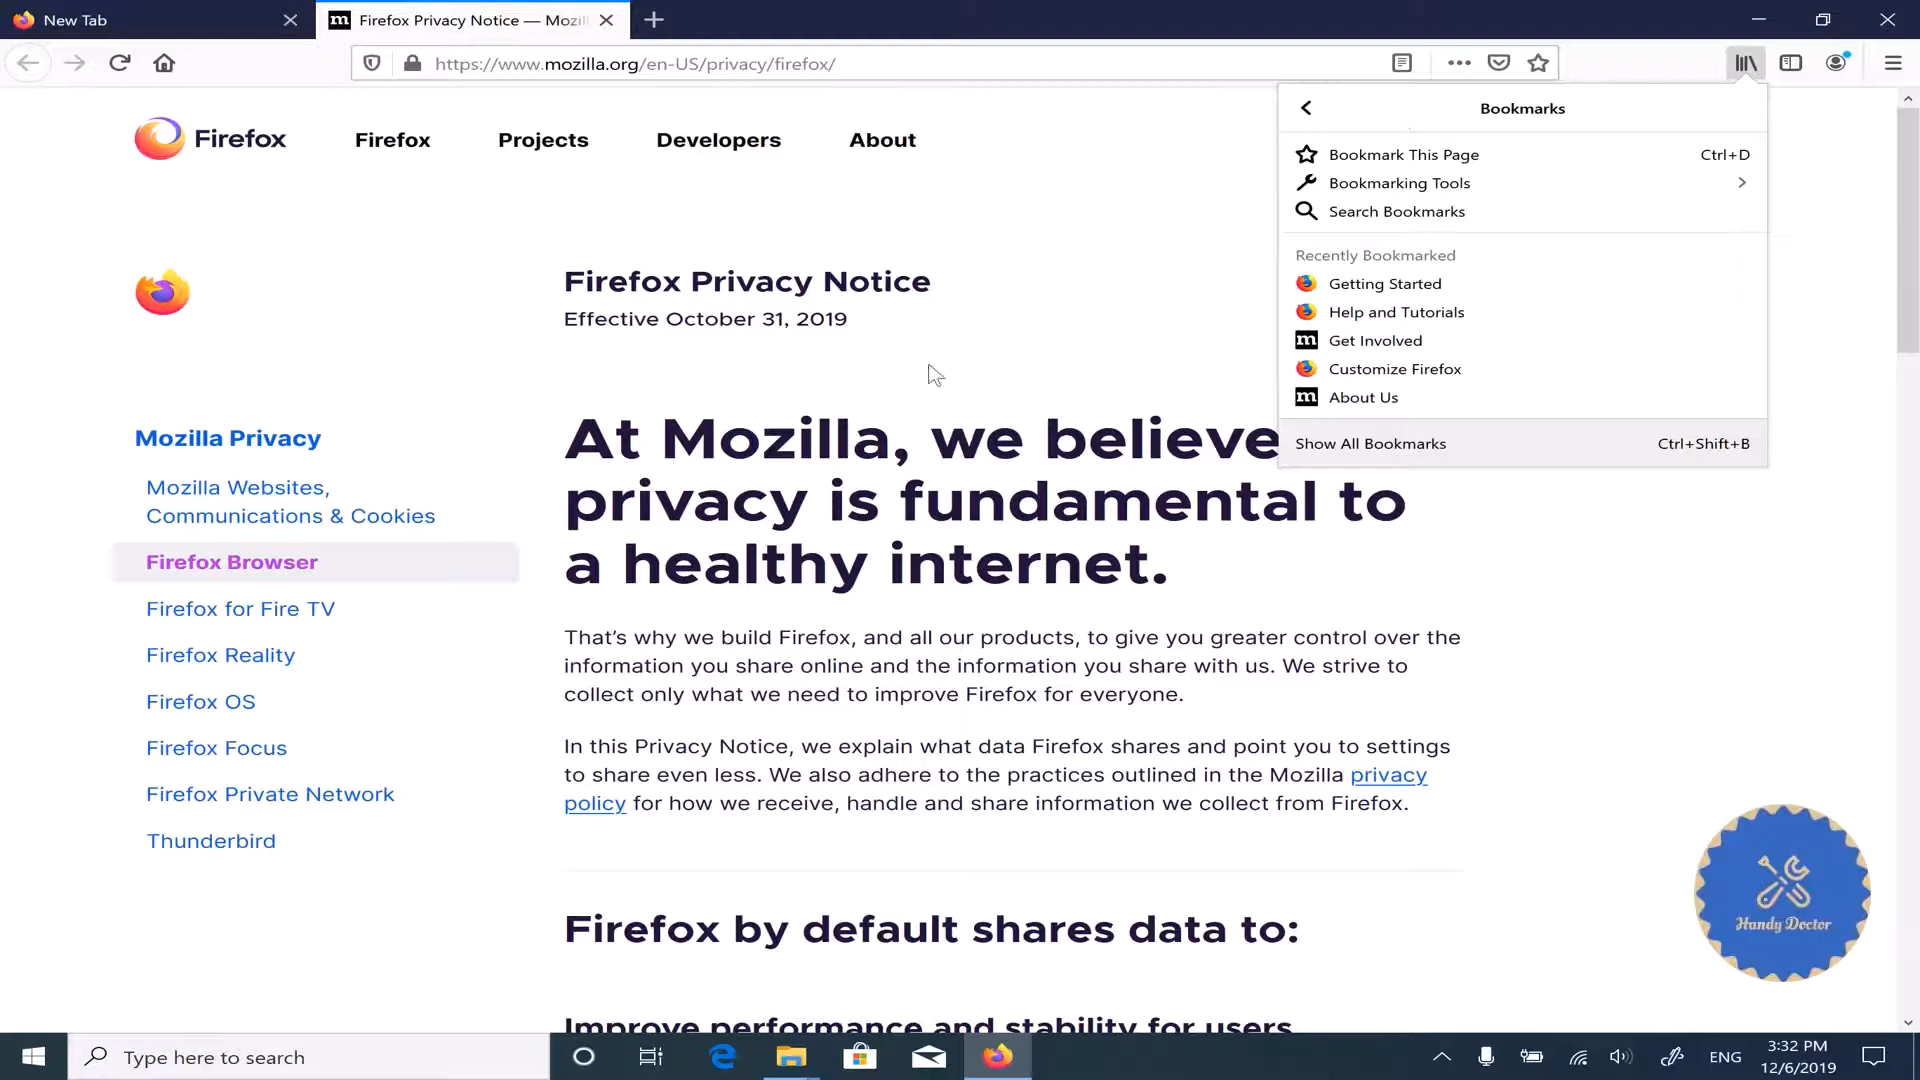 New Tab
Firefox Privacy Notice — Mozil
https://www.mozilla.org/en-US/privacy/firefox/
Firefox
Firefox
Projects
Developers
About
Bookmarks
Bookmark This Page Ctrl+D
Bookmarking Tools
Search Bookmarks
Recently Bookmarked
Getting Started
Help and Tutorials
Get Involved
Customize Firefox
About Us
Show All Bookmarks Ctrl+Shift+B
Firefox Privacy Notice
Effective October 31, 2019
Mozilla Privacy
Mozilla Websites,
Communications & Cookies
Firefox Browser
Firefox for Fire TV
Firefox Reality
Firefox OS
Firefox Focus
Firefox Private Network
Thunderbird
At Mozilla, we believe
privacy is fundamental to
a healthy internet.
That’s why we build Firefox, and all our products, to give you greater control over the
information you share online and the information you share with us. We strive to
collect only what we need to improve Firefox for everyone.
In this Privacy Notice, we explain what data Firefox shares and point you to settings
to share even less. We also adhere to the practices outlined in the Mozilla privacy
policy for how we receive, handle and share information we collect from Firefox.
Firefox by default shares data to:
Improve performance and stability for users
Handy Doctor
Type here to search
ENG
3:32 PM
12/6/2019